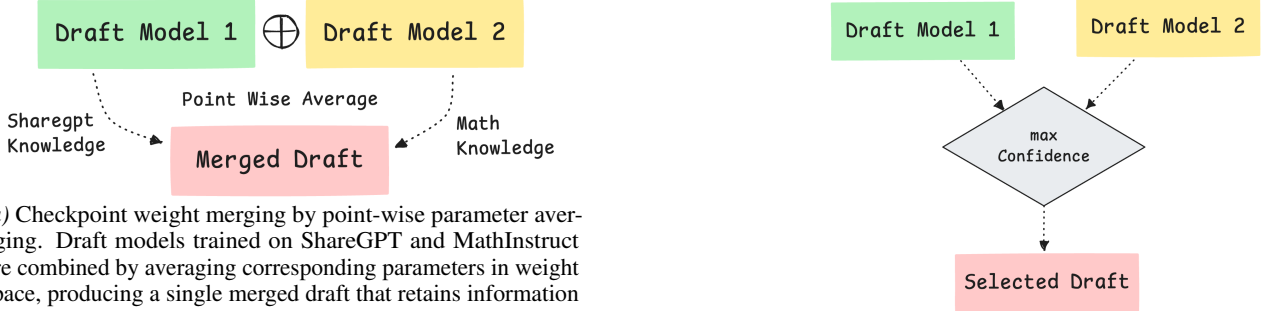 Draft Model 1
Draft Model 2
Point Wise Average
Sharegpt
Knowledge
Math
Knowledge
Merged Draft
) Checkpoint weight merging by point-wise parameter aver-
ging. Draft models trained on ShareGPT and MathInstruct
re combined by averaging corresponding parameters in weight
pace, producing a single merged draft that retains information
Draft Model 1
Draft Model 2
max
Confidence
Selected Draft